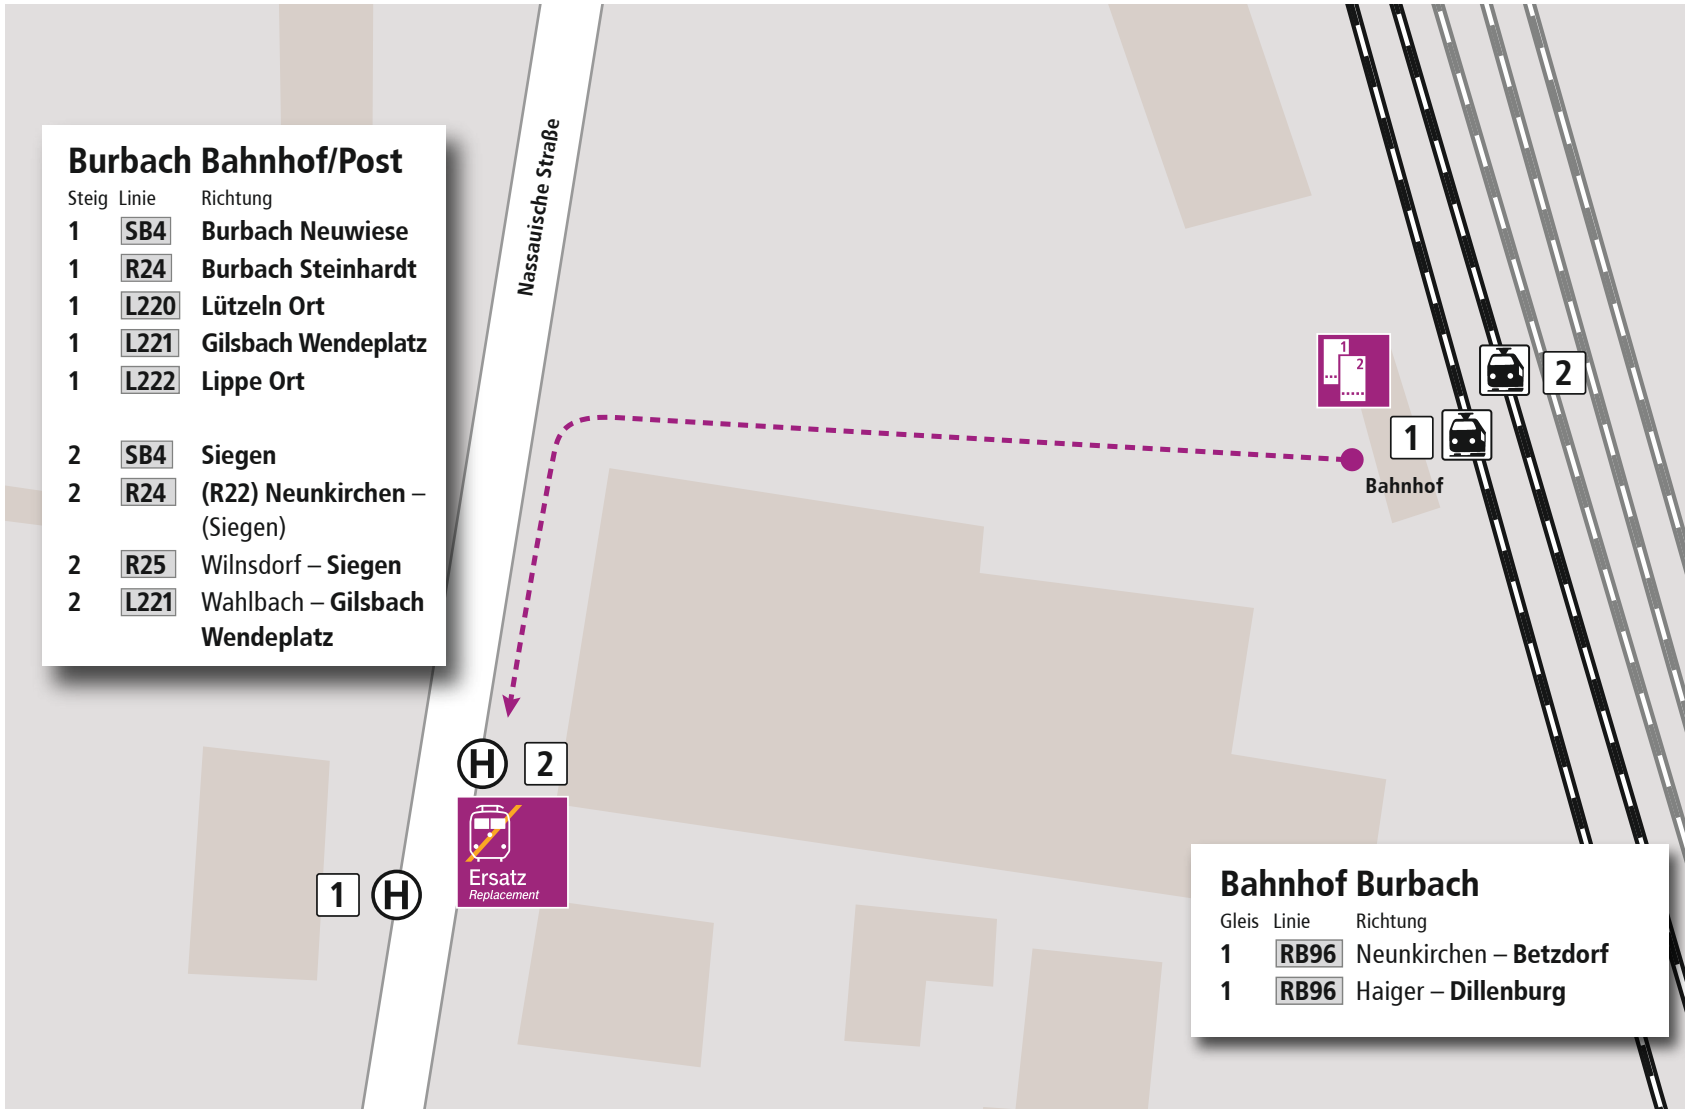 Nassauische Straße
Burbach Bahnhof/Post
Steig Linie Richtung
1 SB4 Burbach Neuwiese
1 R24 Burbach Steinhardt
1 L220 Lützeln Ort
1 L221 Gilsbach Wendeplatz
1 L222 Lippe Ort
2 SB4 Siegen
2 R24 (R22) Neunkirchen –
(Siegen)
2 R25 Wilnsdorf – Siegen
2 L221 Wahlbach – Gilsbach
Wendeplatz
1
2
2
1
Bahnhof
H 2
Ersatz
Replacement
1 H
Bahnhof Burbach
Gleis Linie Richtung
1 RB96 Neunkirchen – Betzdorf
1 RB96 Haiger – Dillenburg